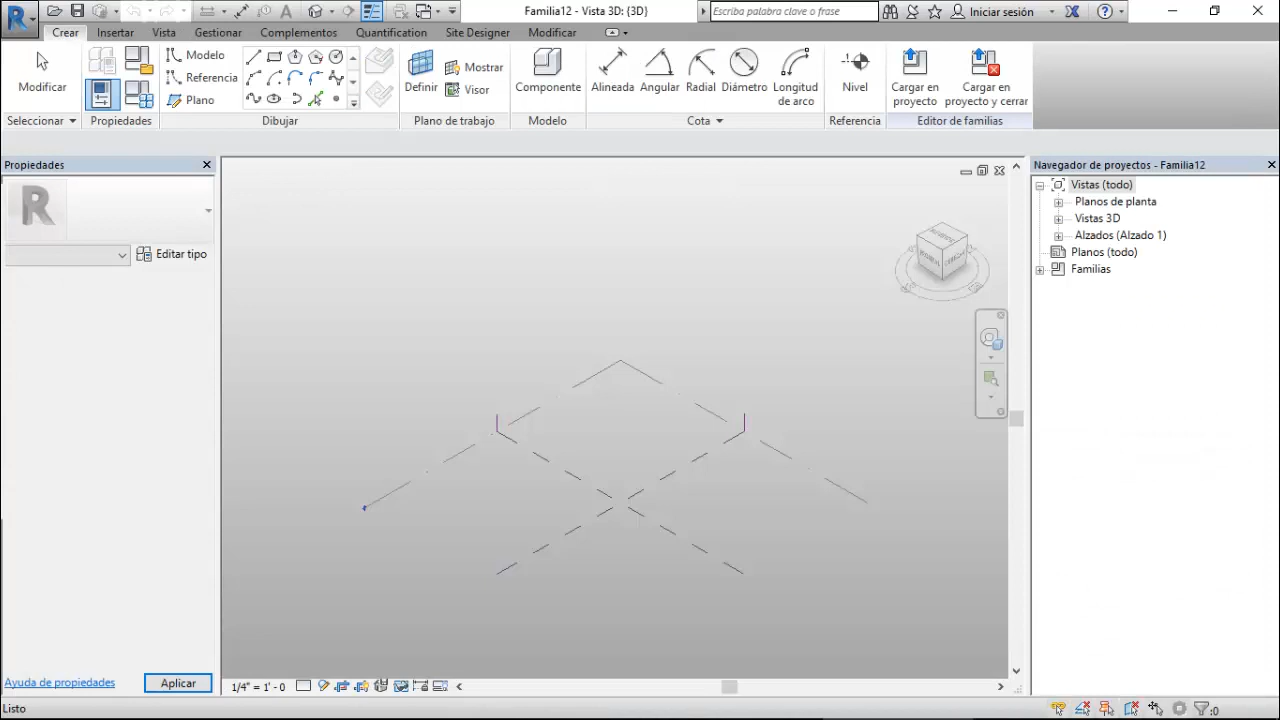 Familia12 - Vista 3D: {3D}
Escriba palabra clave o frase
Iniciar sesión
Crear
Insertar
Vista
Gestionar
Complementos
Quantification
Site Designer
Modificar
Modificar
Seleccionar
Propiedades
Modelo
Referencia
Plano
Dibujar
Definir
Mostrar
Visor
Plano de trabajo
Componente
Modelo
Alineada
Angular
Radial
Diámetro
Longitud
de arco
Cota
Nivel
Referencia
Cargar en
proyecto
Cargar en
proyecto y cerrar
Editor de familias
Propiedades
Editar tipo
Ayuda de propiedades
Aplicar
1/4" = 1' - 0
Navegador de proyectos - Familia12
Vistas (todo)
Planos de planta
Vistas 3D
Alzados (Alzado 1)
Planos (todo)
Familias
Listo
:0